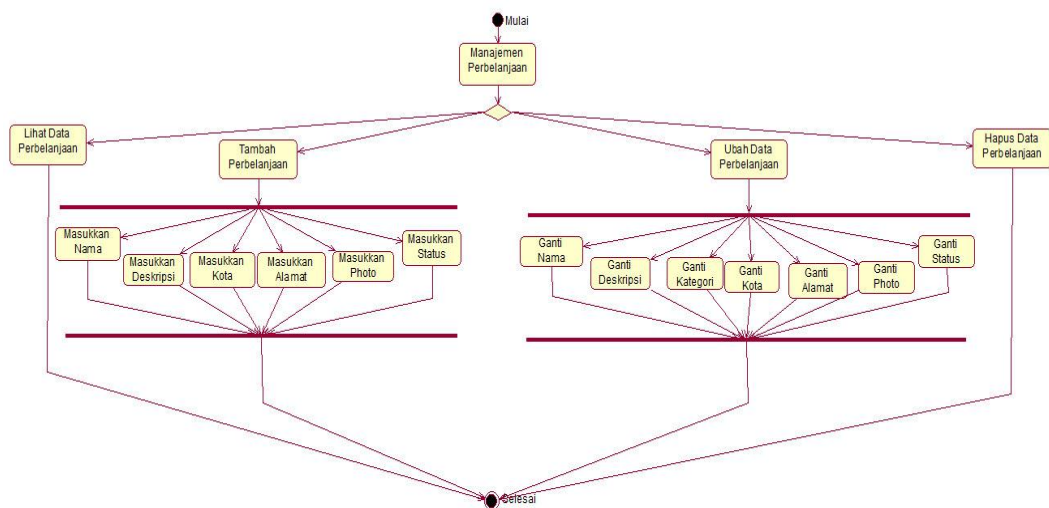 Mulai
Manajemen
Perbelanjaan
Lihat Data
Perbelanjaan
Tambah
Perbelanjaan
Ubah Data
Perbelanjaan
Hapus Data
Perbelanjaan
Masukkan
Nama
Masukkan
Deskripsi
Masukkan
Kota
Masukkan
Alamat
Masukkan
Photo
Masukkan
Status
Ganti
Nama
Ganti
Deskripsi
Ganti
Kategori
Ganti
Kota
Ganti
Alamat
Ganti
Photo
Ganti
Status
Selesai